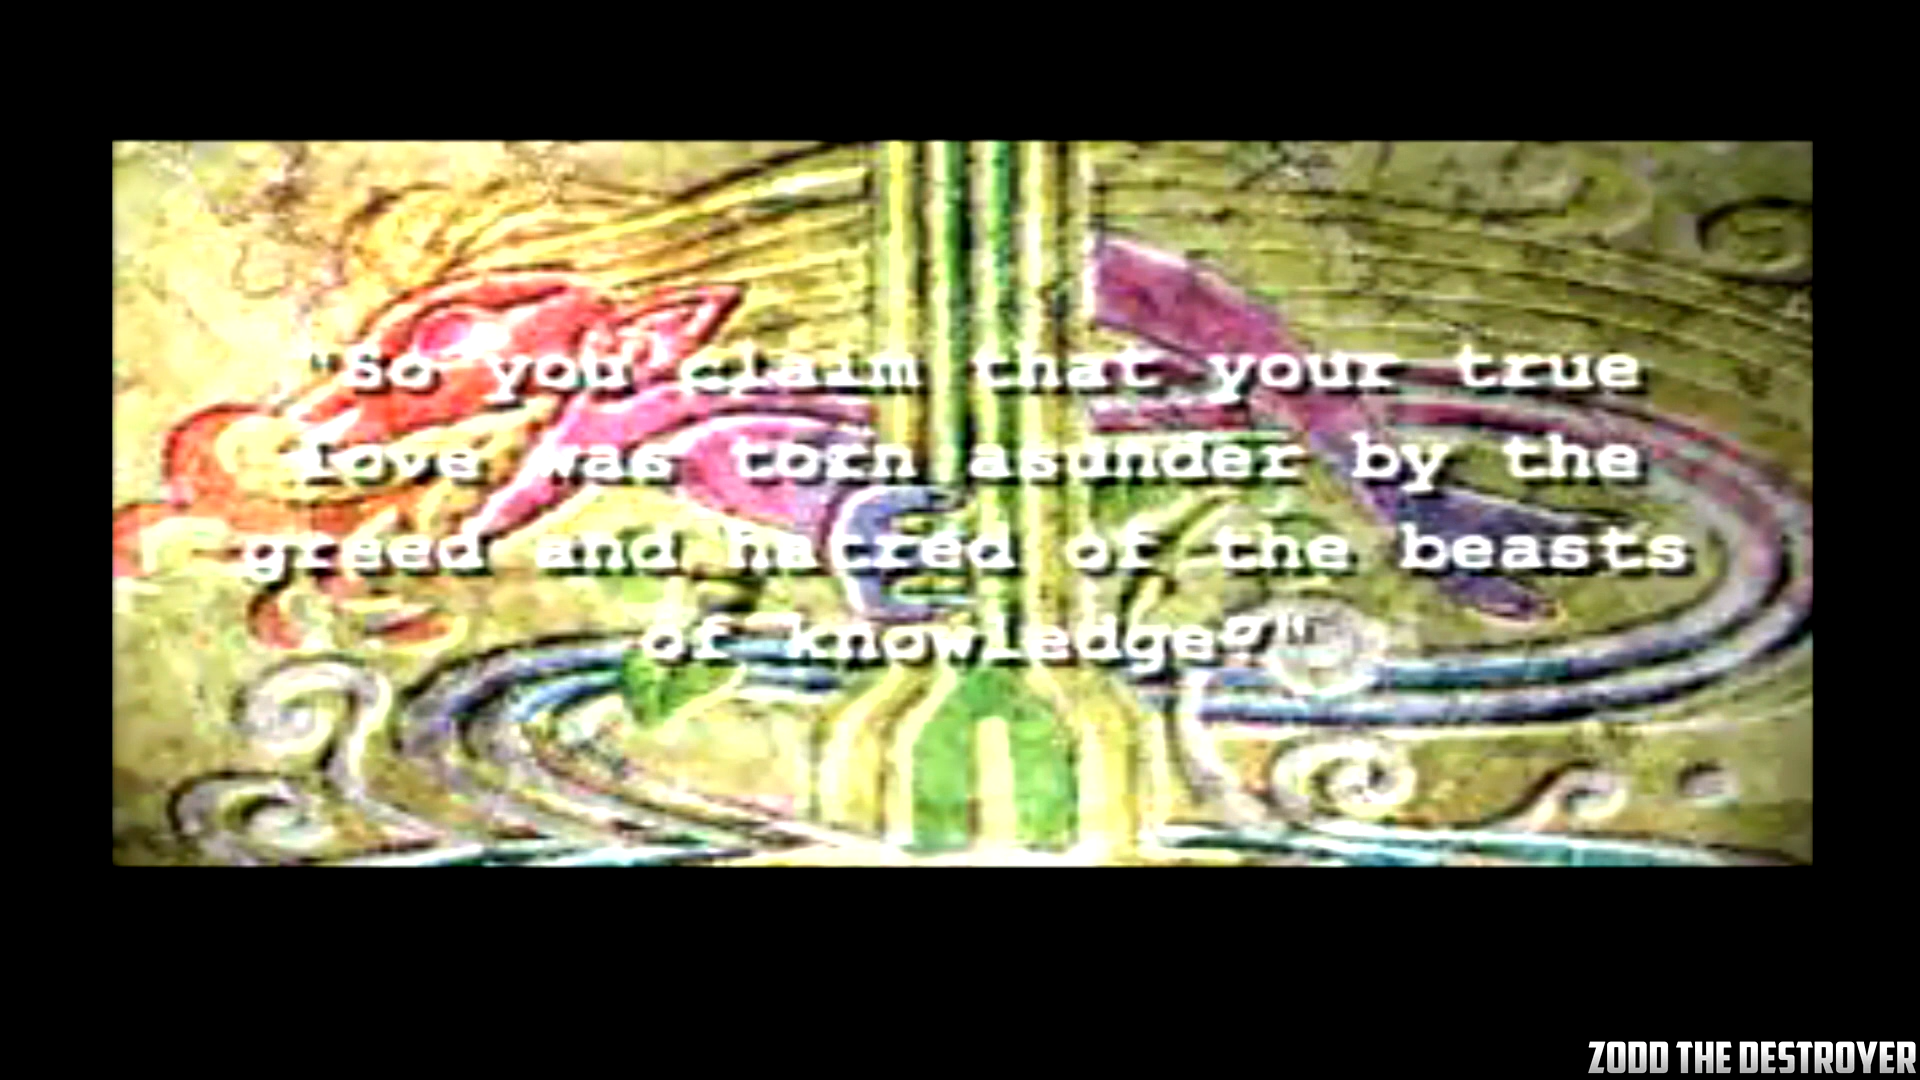 "So you claim that your true
love was torn asunder by the
greed and hatred of the beasts
of knowledge?"
ZODD THE DESTROYER